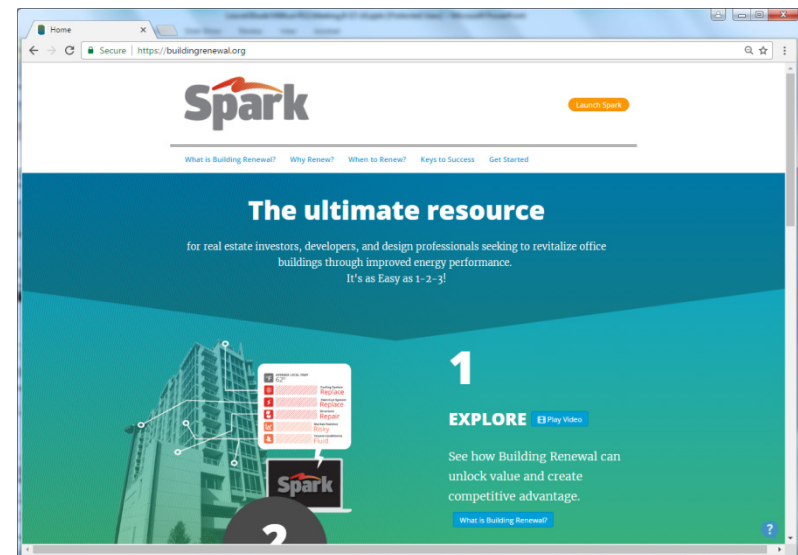 Home
Secure | https://buildingrenewal.org
Spark
Launch Spark
What is Building Renewal? Why Renew? When to Renew? Keys to Success Get Started
The ultimate resource
for real estate investors, developers, and design professionals seeking to revitalize office
buildings through improved energy performance.
It's as Easy as 1-2-3!
62°
Replace
Replace
Repair
Risky
Fluid
Spark
1
EXPLORE Play Video
See how Building Renewal can
unlock value and create
competitive advantage.
What is Building Renewal?
2
?